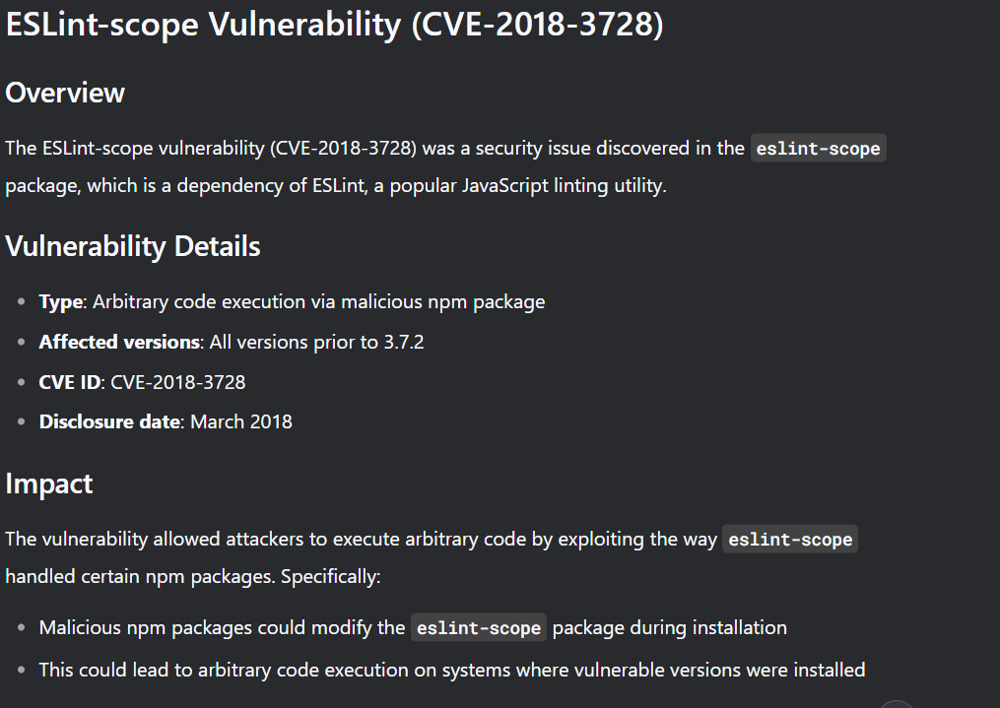 ESLint-scope Vulnerability (CVE-2018-3728)
Overview
The ESLint-scope vulnerability (CVE-2018-3728) was a security issue discovered in the eslint-scope
package, which is a dependency of ESLint, a popular JavaScript linting utility.
Vulnerability Details
• Type: Arbitrary code execution via malicious npm package
• Affected versions: All versions prior to 3.7.2
• CVE ID: CVE-2018-3728
• Disclosure date: March 2018
Impact
The vulnerability allowed attackers to execute arbitrary code by exploiting the way eslint-scope
handled certain npm packages. Specifically:
• Malicious npm packages could modify the eslint-scope package during installation
• This could lead to arbitrary code execution on systems where vulnerable versions were installed